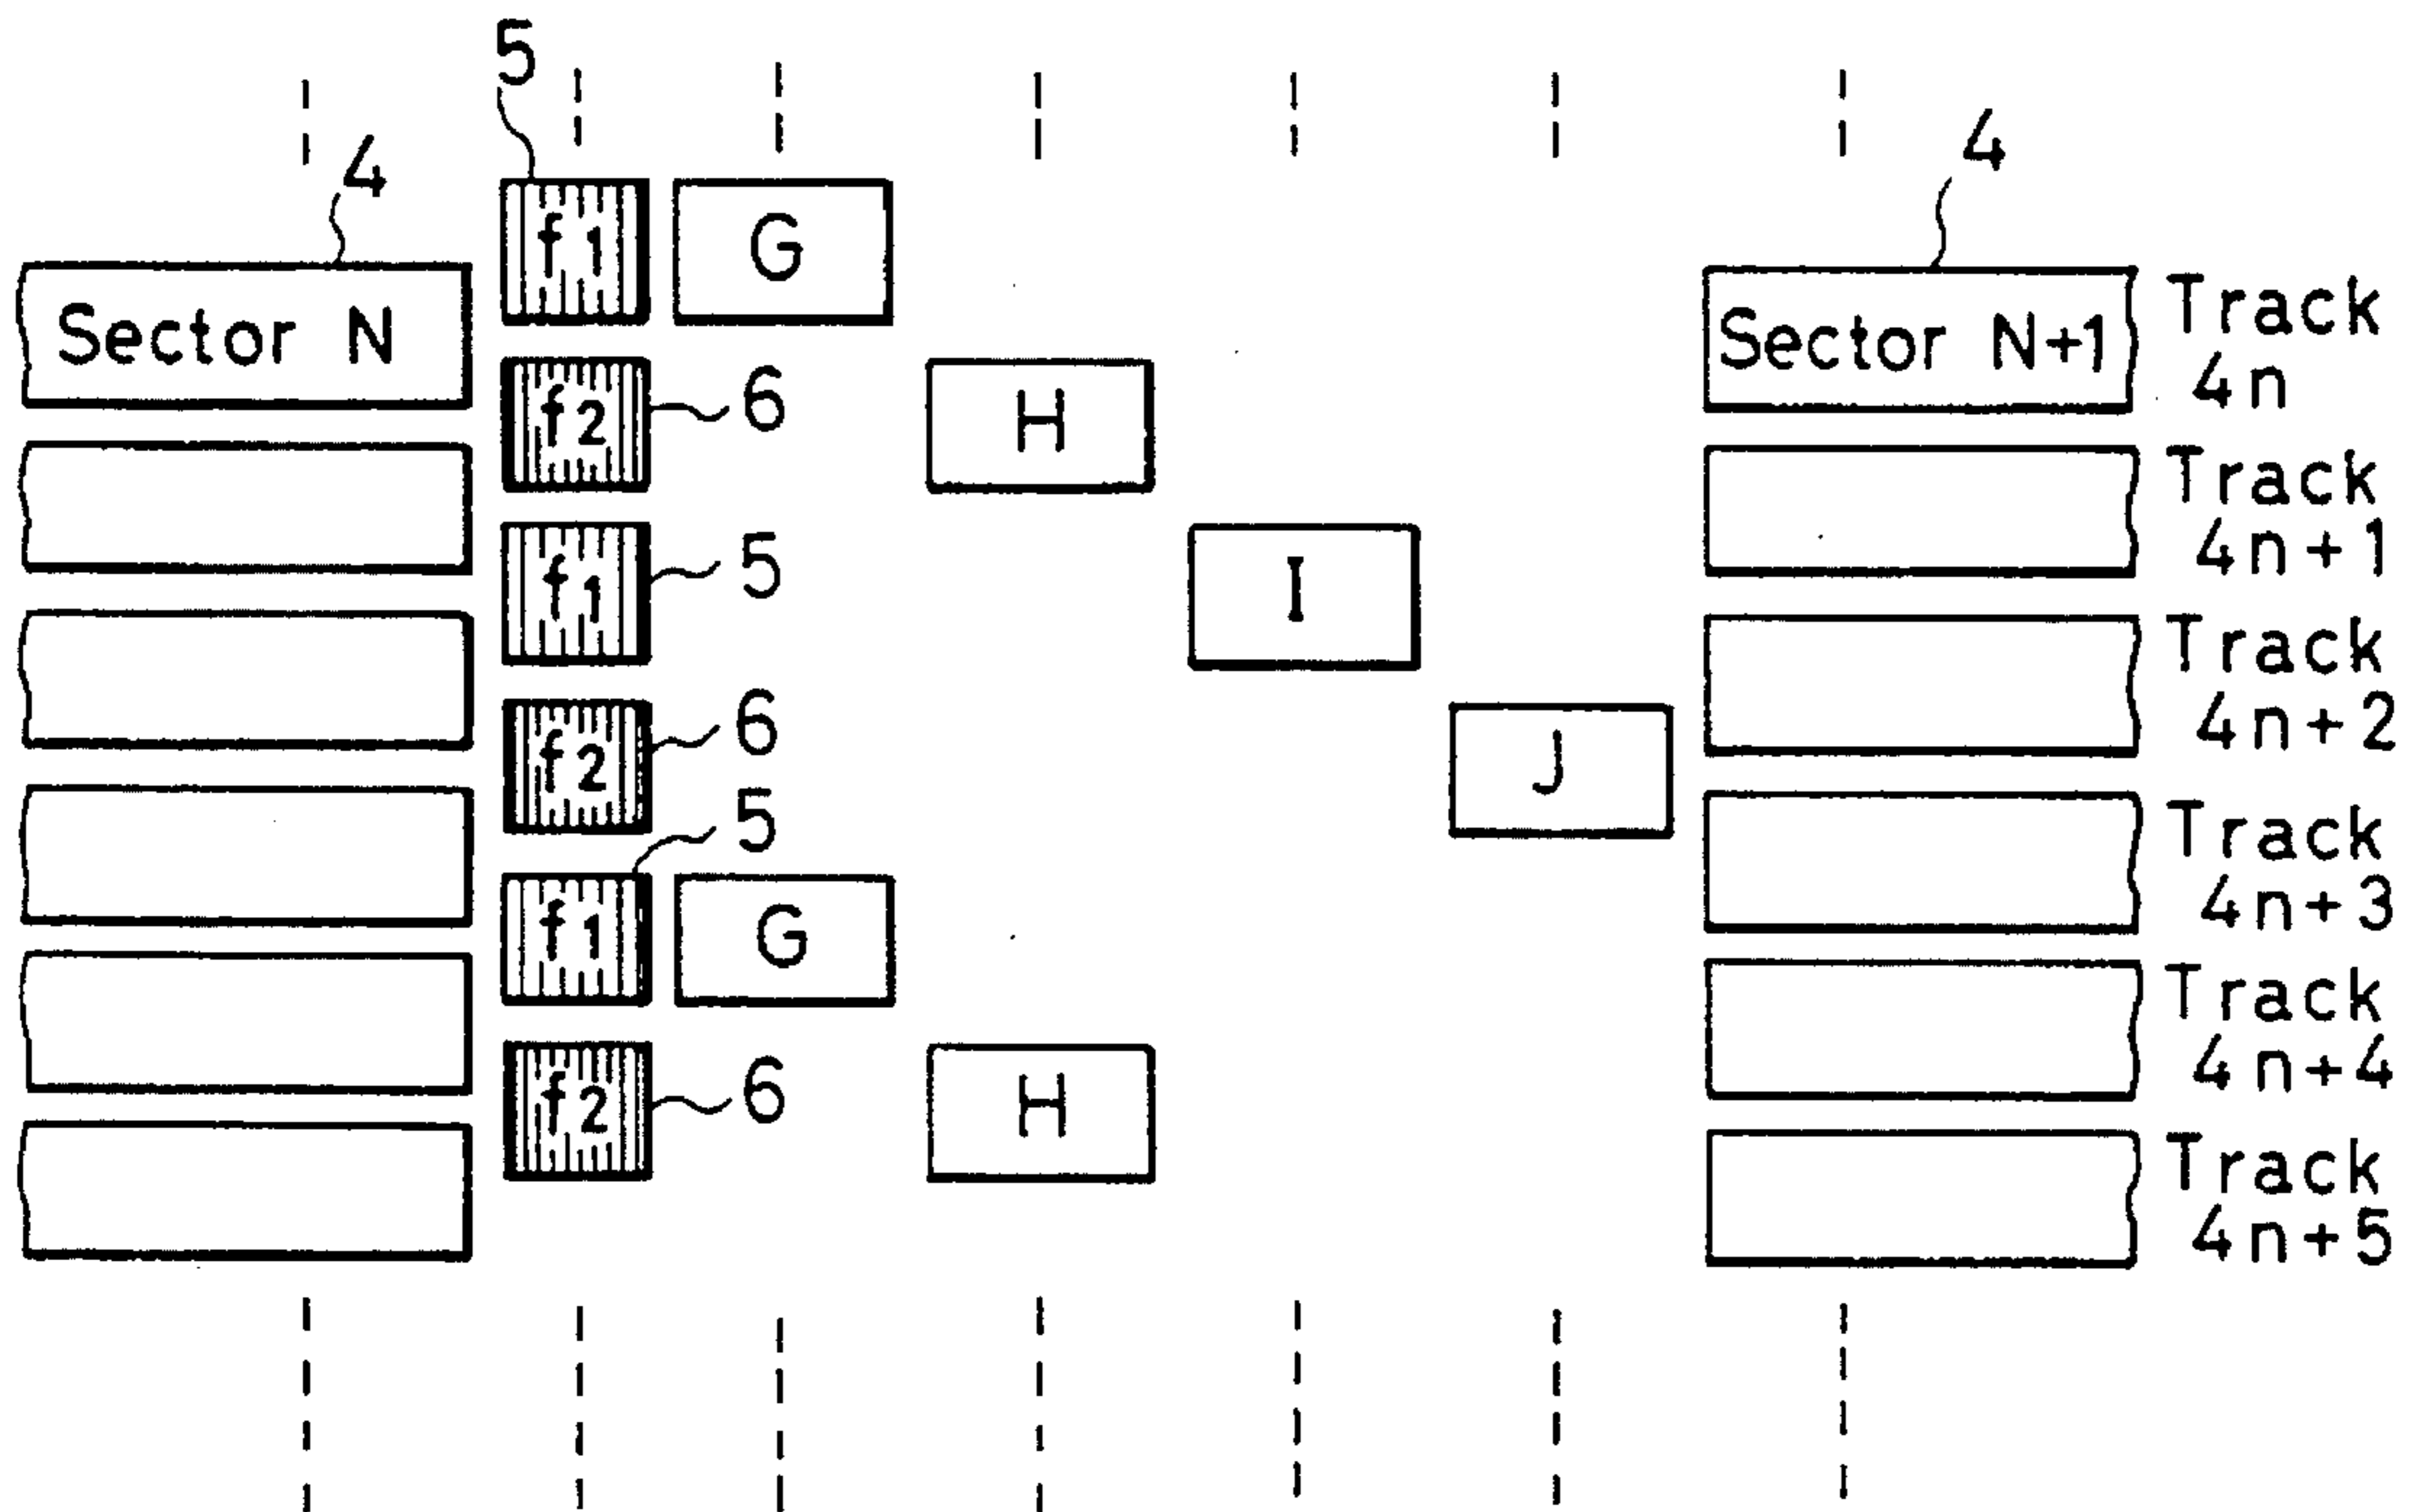 5
4
4
f1
G
Sector N
Sector N+1
Track
4n
f2
6
H
Track
4n+1
f1
5
I
Track
4n+2
f2
6
J
5
Track
4n+3
f1
G
Track
4n+4
f2
6
H
Track
4n+5